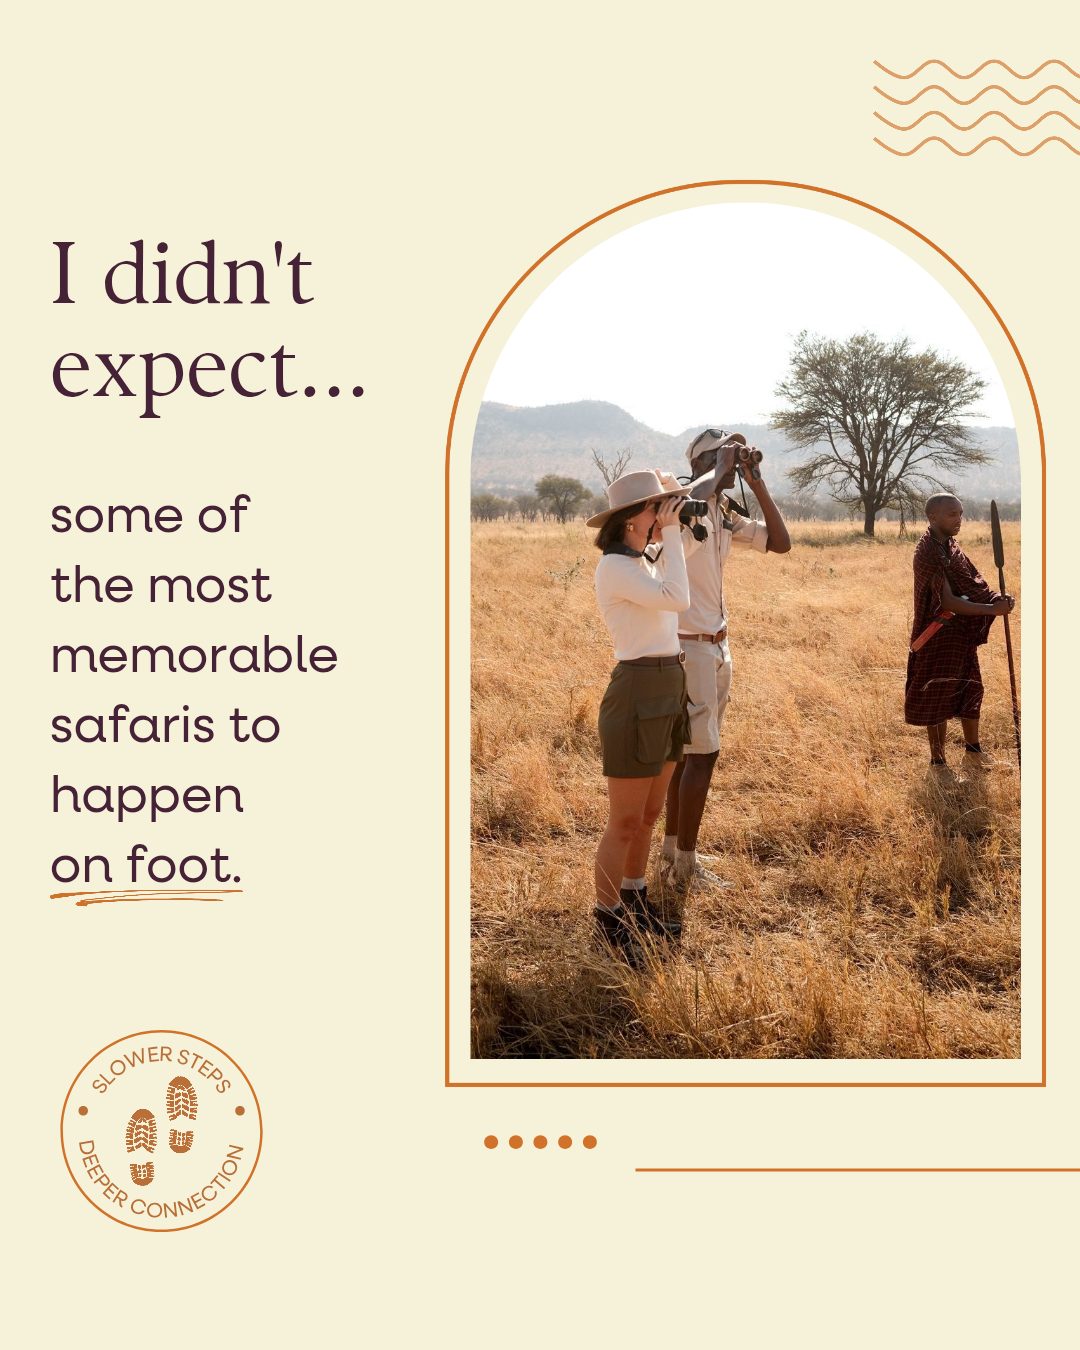 I didn't
expect...
some of
the most
memorable
safaris to
happen
on foot.
SLOWER STEPS
DEEPER CONNECTION